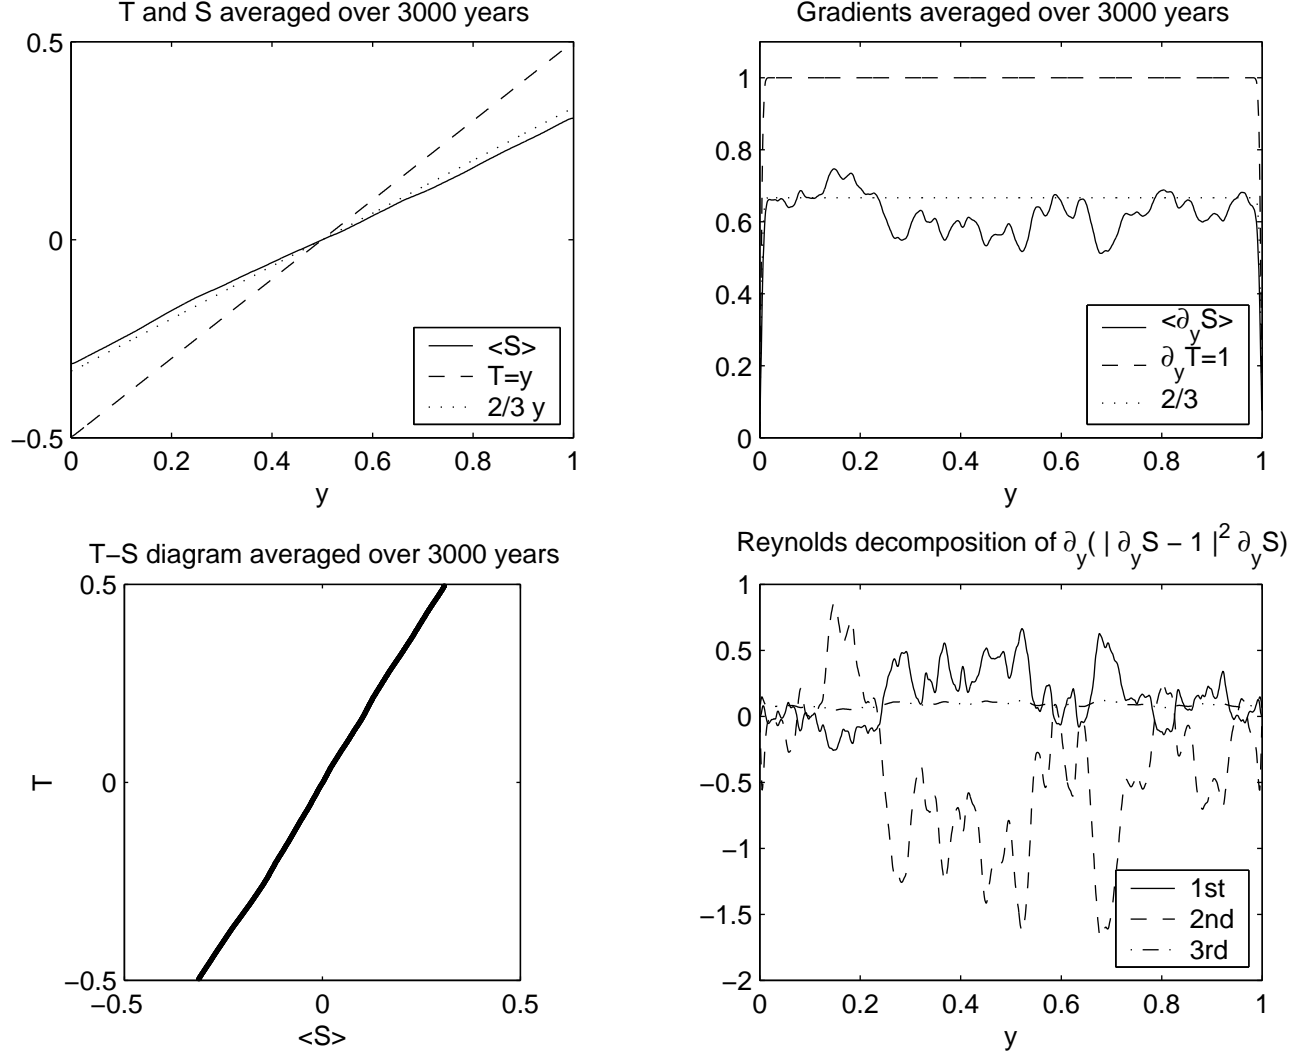 T and S averaged over 3000 years
0.5
0
−0.5
0 0.2 0.4 0.6 0.8 1
y
<S>
T=y
2/3 y
Gradients averaged over 3000 years
1
0.8
0.6
0.4
0.2
0
0 0.2 0.4 0.6 0.8 1
y
<∂yS>
∂yT=1
2/3
T−S diagram averaged over 3000 years
0.5
0
−0.5
T
−0.5 0 0.5
<S>
Reynolds decomposition of ∂y( | ∂yS − 1 |2 ∂yS)
1
0.5
0
−0.5
−1
−1.5
−2
0 0.2 0.4 0.6 0.8 1
y
1st
2nd
3rd